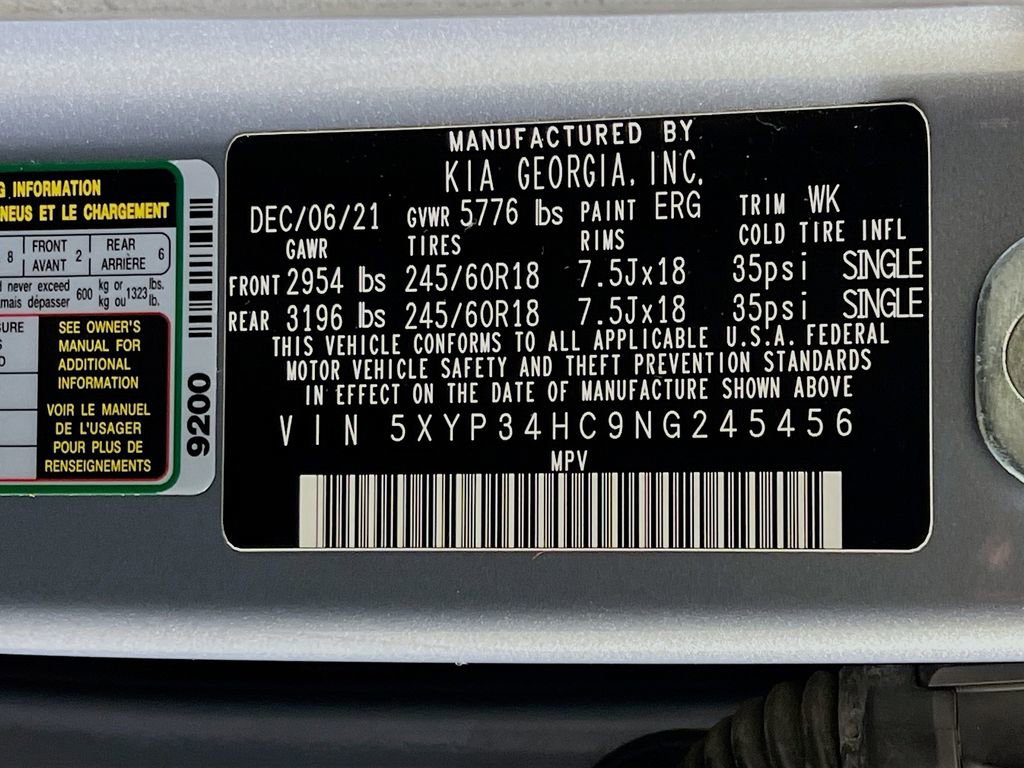 G INFORMATION
NEUS ET LE CHARGEMENT
8 FRONT AVANT 2 REAR ARRIÈRE 6
never exceed 600 kg or 1323 lbs.
mais dépasser kg ou lb.
SEE OWNER'S
MANUAL FOR
ADDITIONAL
INFORMATION
VOIR LE MANUEL
DE L'USAGER
POUR PLUS DE
RENSEIGNEMENTS
9200
MANUFACTURED BY
KIA GEORGIA, INC.
DEC/06/21 GVWR 5776 lbs PAINT ERG TRIM WK
GAWR TIRES RIMS COLD TIRE INFL
FRONT 2954 lbs 245/60R18 7.5Jx18 35psi SINGLE
REAR 3196 lbs 245/60R18 7.5Jx18 35psi SINGLE
THIS VEHICLE CONFORMS TO ALL APPLICABLE U.S.A. FEDERAL
MOTOR VEHICLE SAFETY AND THEFT PREVENTION STANDARDS
IN EFFECT ON THE DATE OF MANUFACTURE SHOWN ABOVE
VIN 5XYP34HC9NG245456
MPV